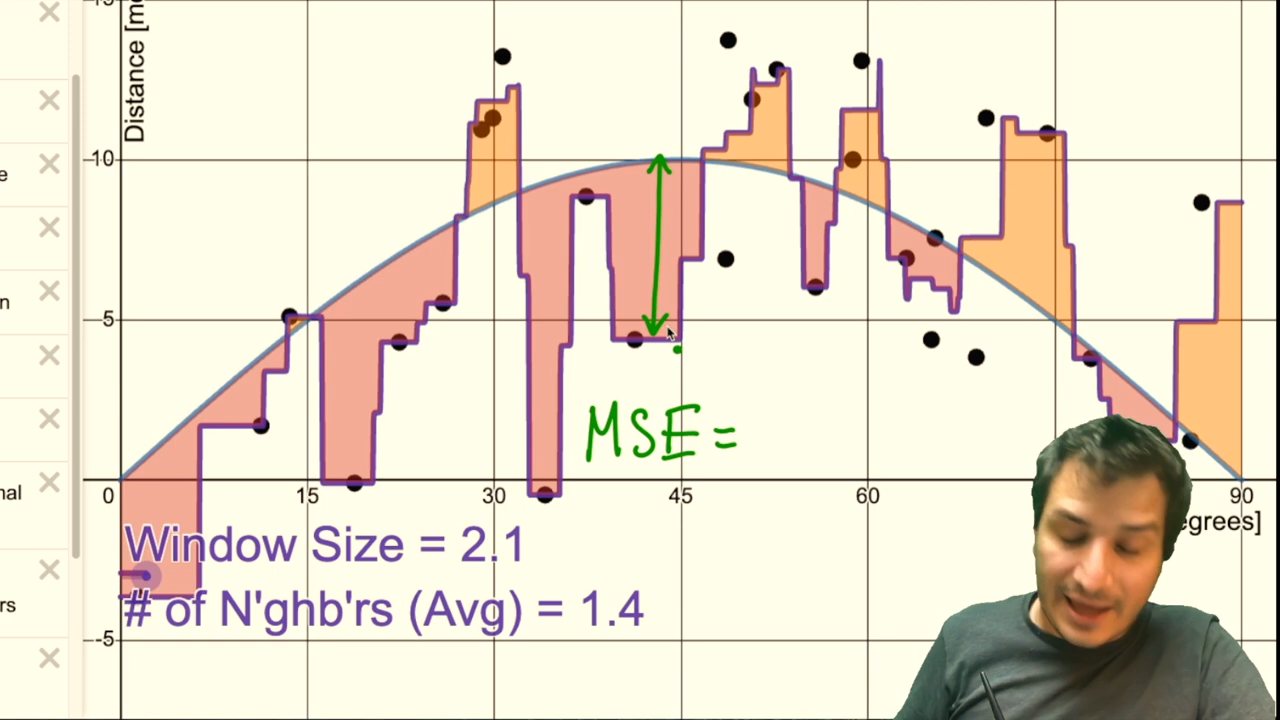 Distance [m
10
5
e
n
nal
rs
MSE =
0
15
30
45
60
90
egrees]
Window Size = 2.1
# of N'ghb'rs (Avg) = 1.4
-5